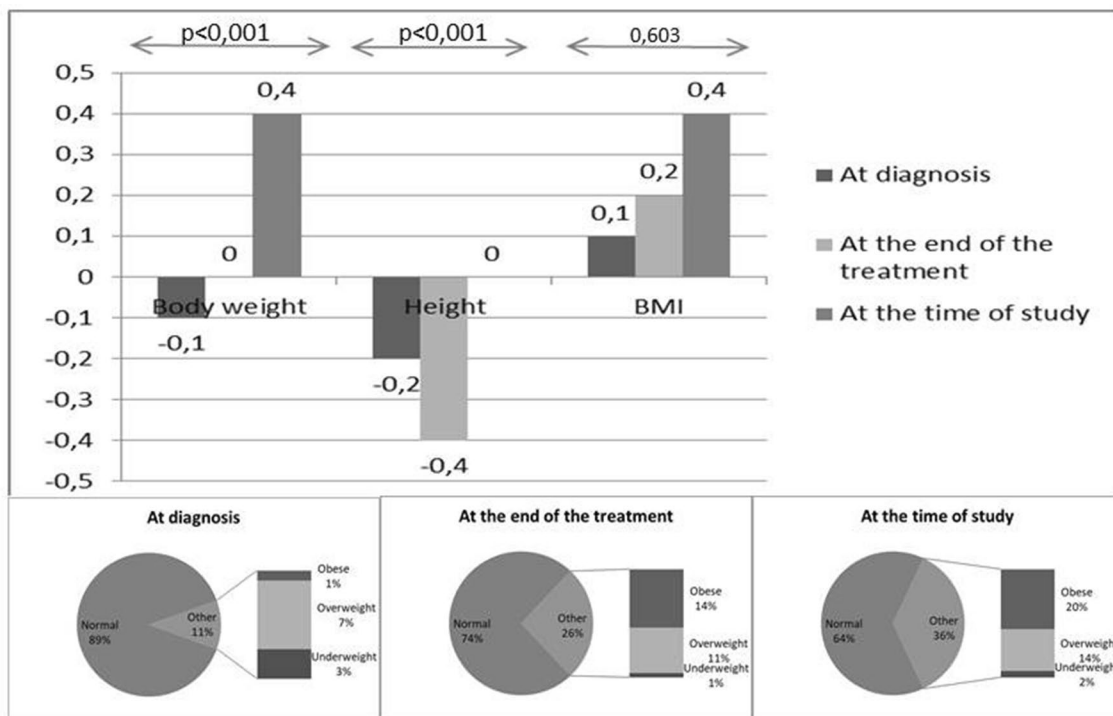 p<0,001 p<0,001 0,603
0,5
0,4
0,3
0,2
0,1
0
-0,1
-0,2
-0,3
-0,4
-0,5
-0,1
0
0,4
-0,2
-0,4
0
0,1
0,2
0,4
Body weight Height BMI
At diagnosis
At the end of the
treatment
At the time of study
At diagnosis
Normal
89%
Other
11%
Obese
1%
Overweight
7%
Underweight
3%
At the end of the treatment
Normal
74%
Other
26%
Obese
14%
Overweight
11%
Underweight
1%
At the time of study
Normal
64%
Other
36%
Obese
20%
Overweight
14%
Underweight
2%